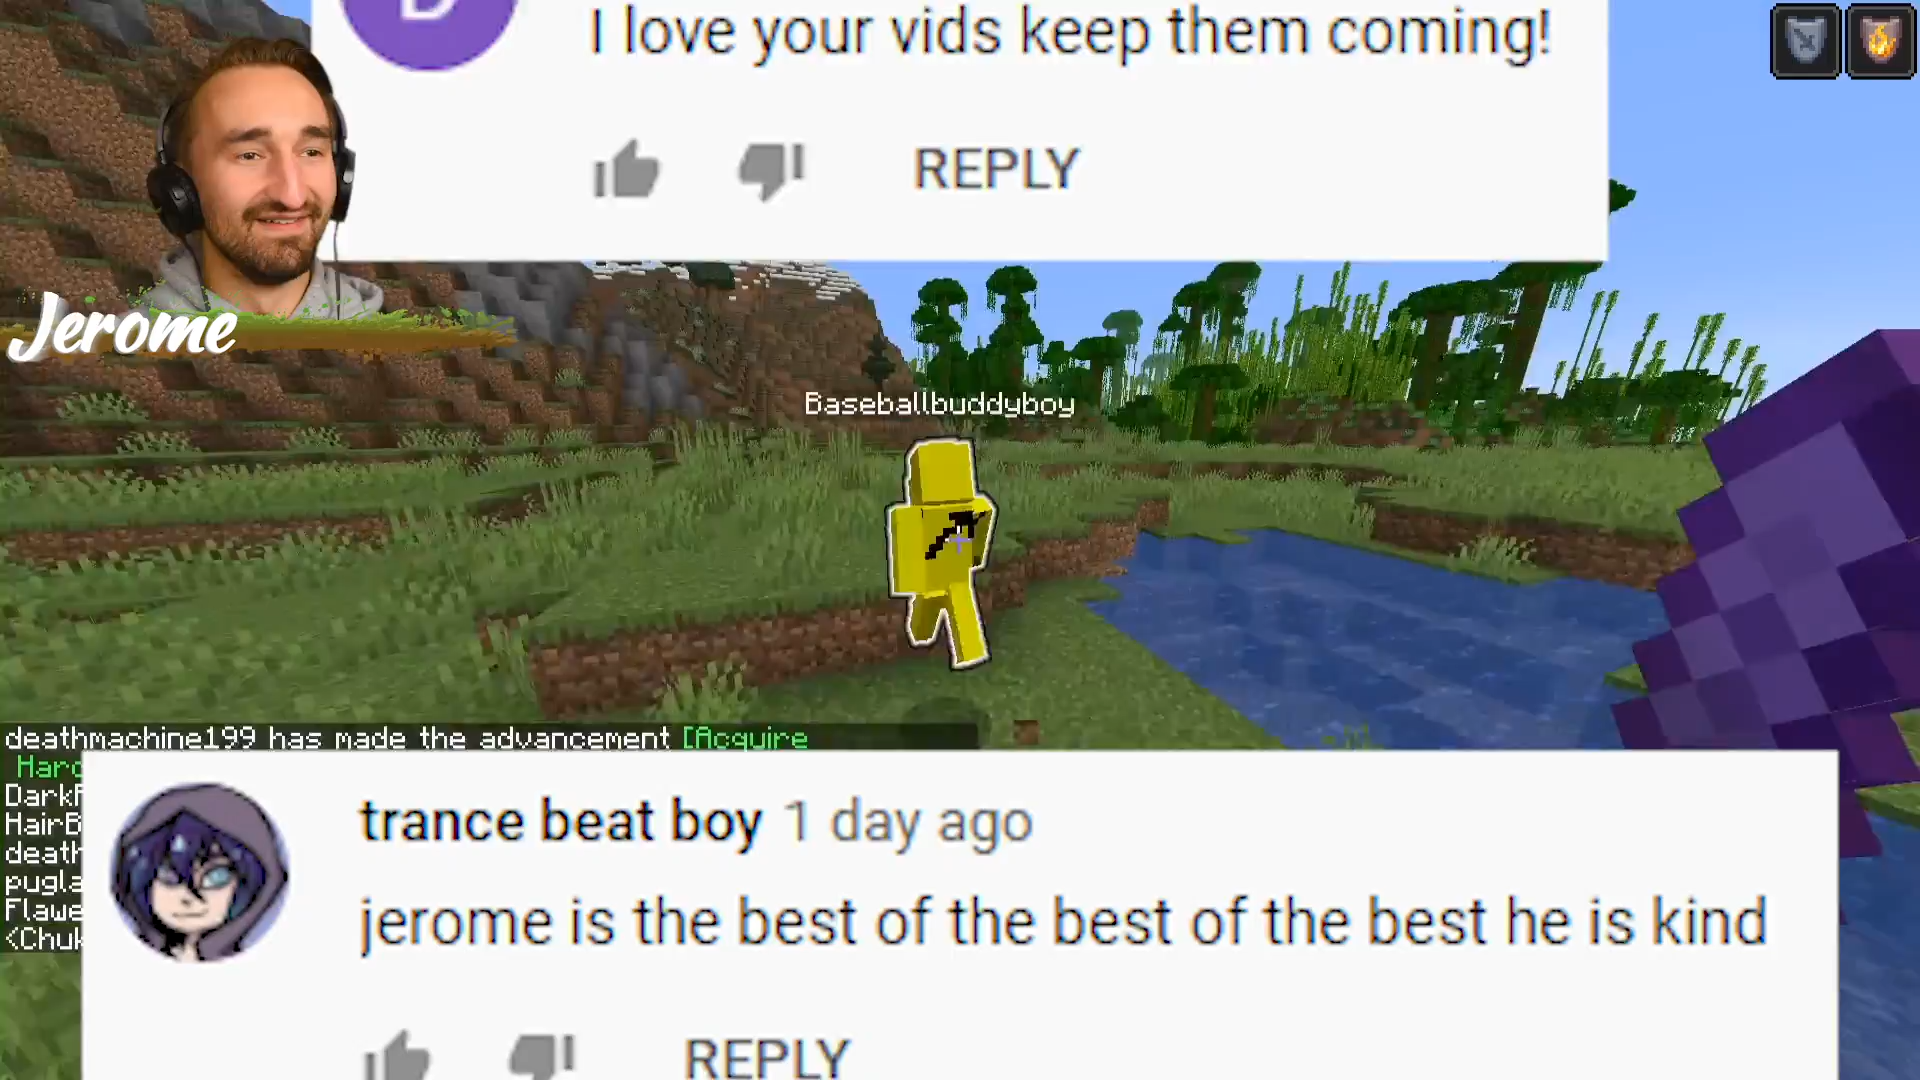 I love your vids keep them coming!
REPLY
Jerome
Baseballbuddyboy
deathmachine199 has made the advancement [Acquire
trance beat boy 1 day ago
jerome is the best of the best of the best he is kind
REPLY